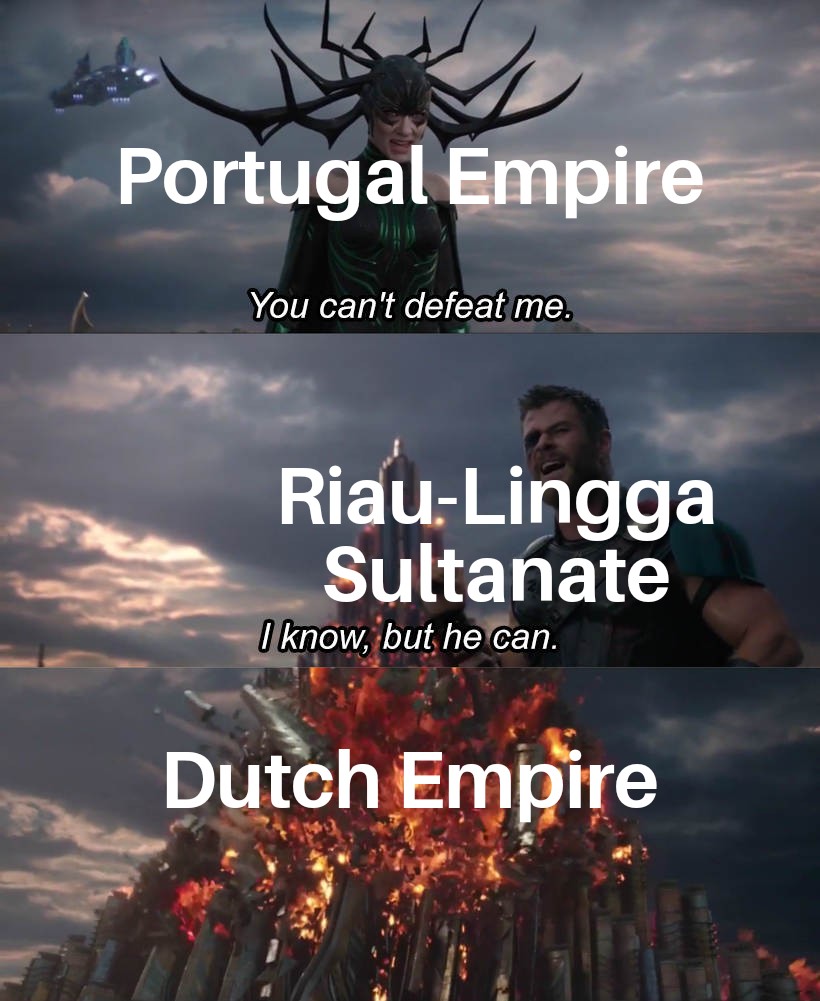 Portugal Empire
You can't defeat me.
Riau-Lingga
Sultanate
I know, but he can.
Dutch Empire